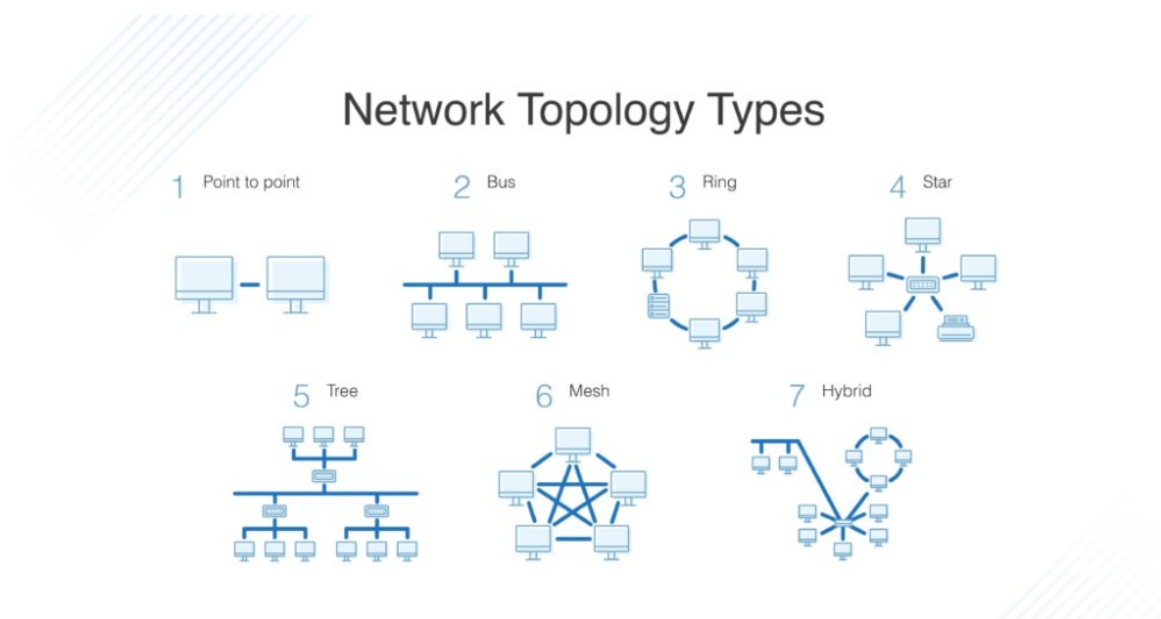 Network Topology Types
1 Point to point
2 Bus
3 Ring
4 Star
5 Tree
6 Mesh
7 Hybrid